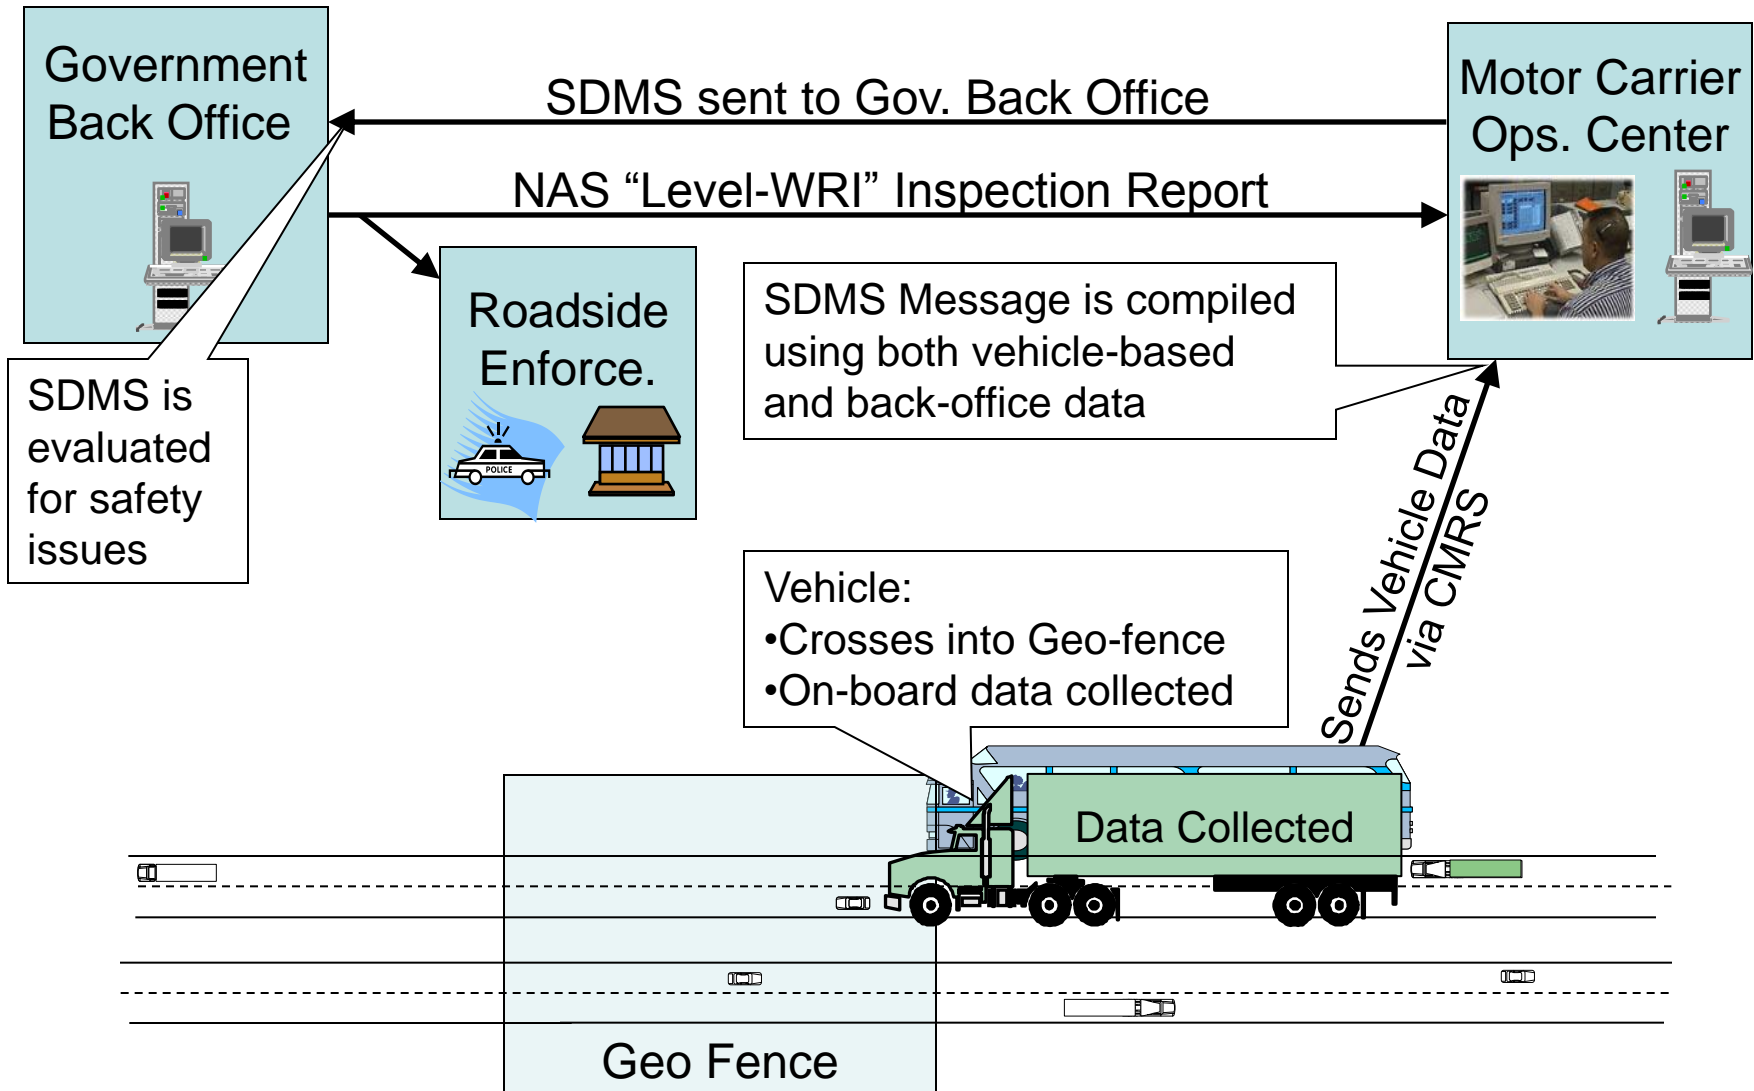 Government
Back Office
SDMS sent to Gov. Back Office
Motor Carrier
Ops. Center
NAS “Level-WRI” Inspection Report
Roadside
Enforce.
POLICE
SDMS Message is compiled
using both vehicle-based
and back-office data
SDMS is
evaluated
for safety
issues
Sends Vehicle Data
via CMRS
Vehicle:
•Crosses into Geo-fence
•On-board data collected
Data Collected
Geo Fence